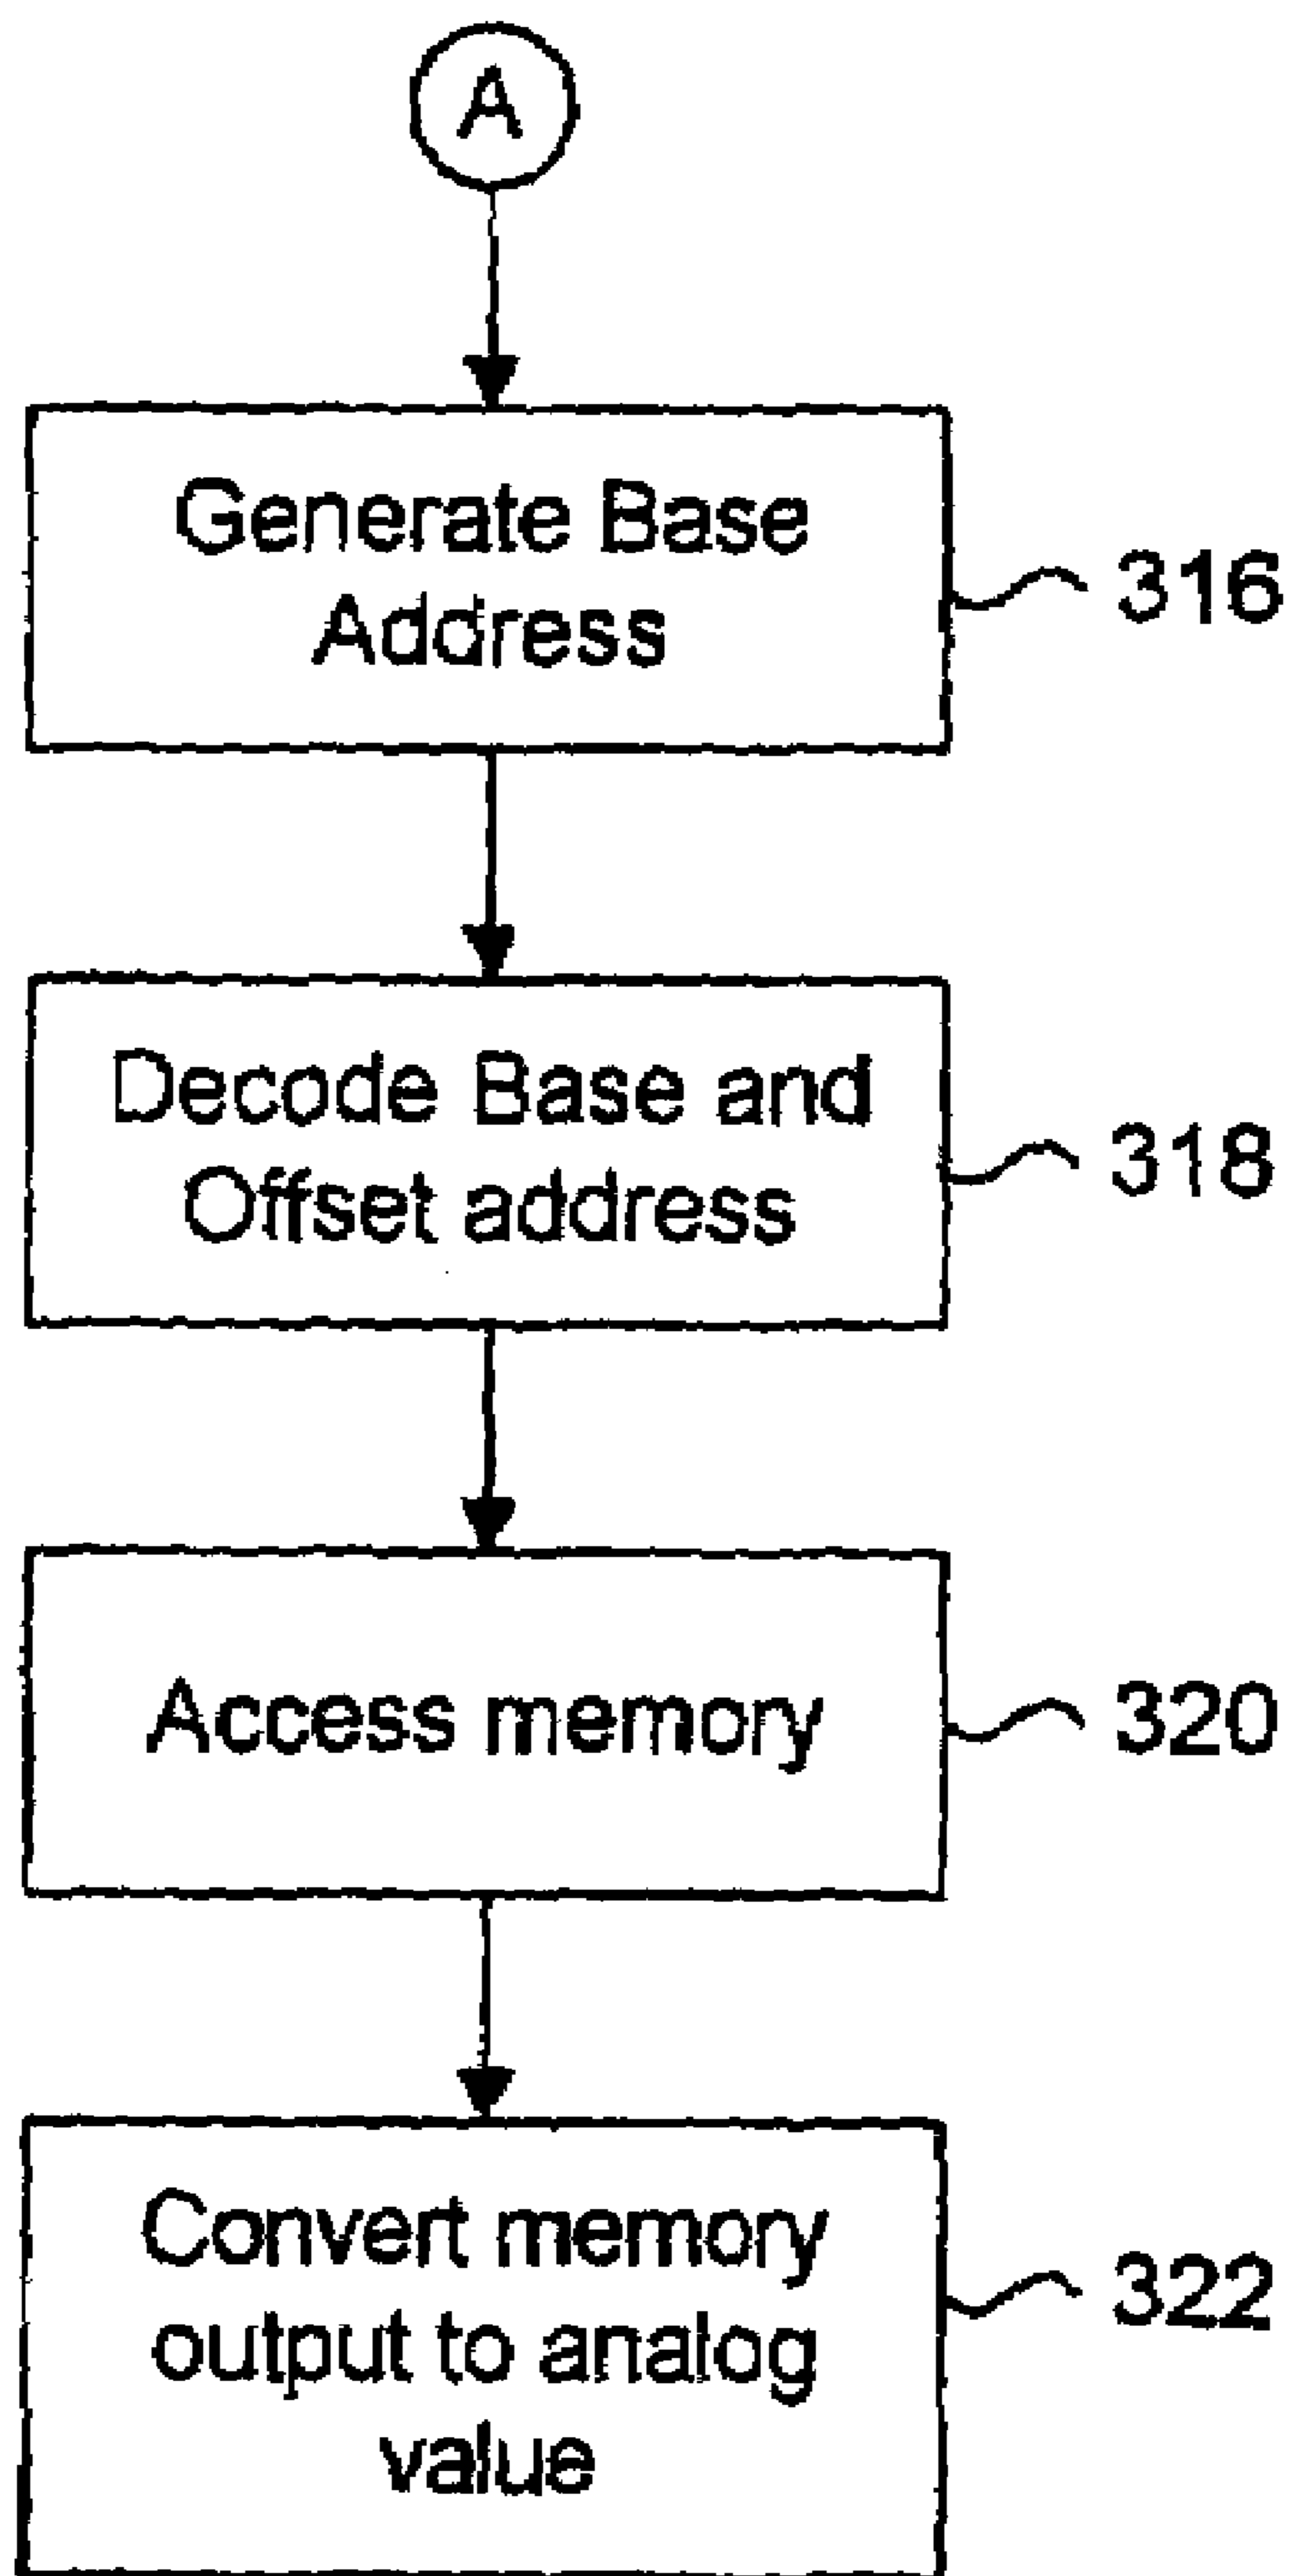 A
Generate Base
Address
316
Decode Base and
Offset address
318
Access memory
320
Convert memory
output to analog
value
322